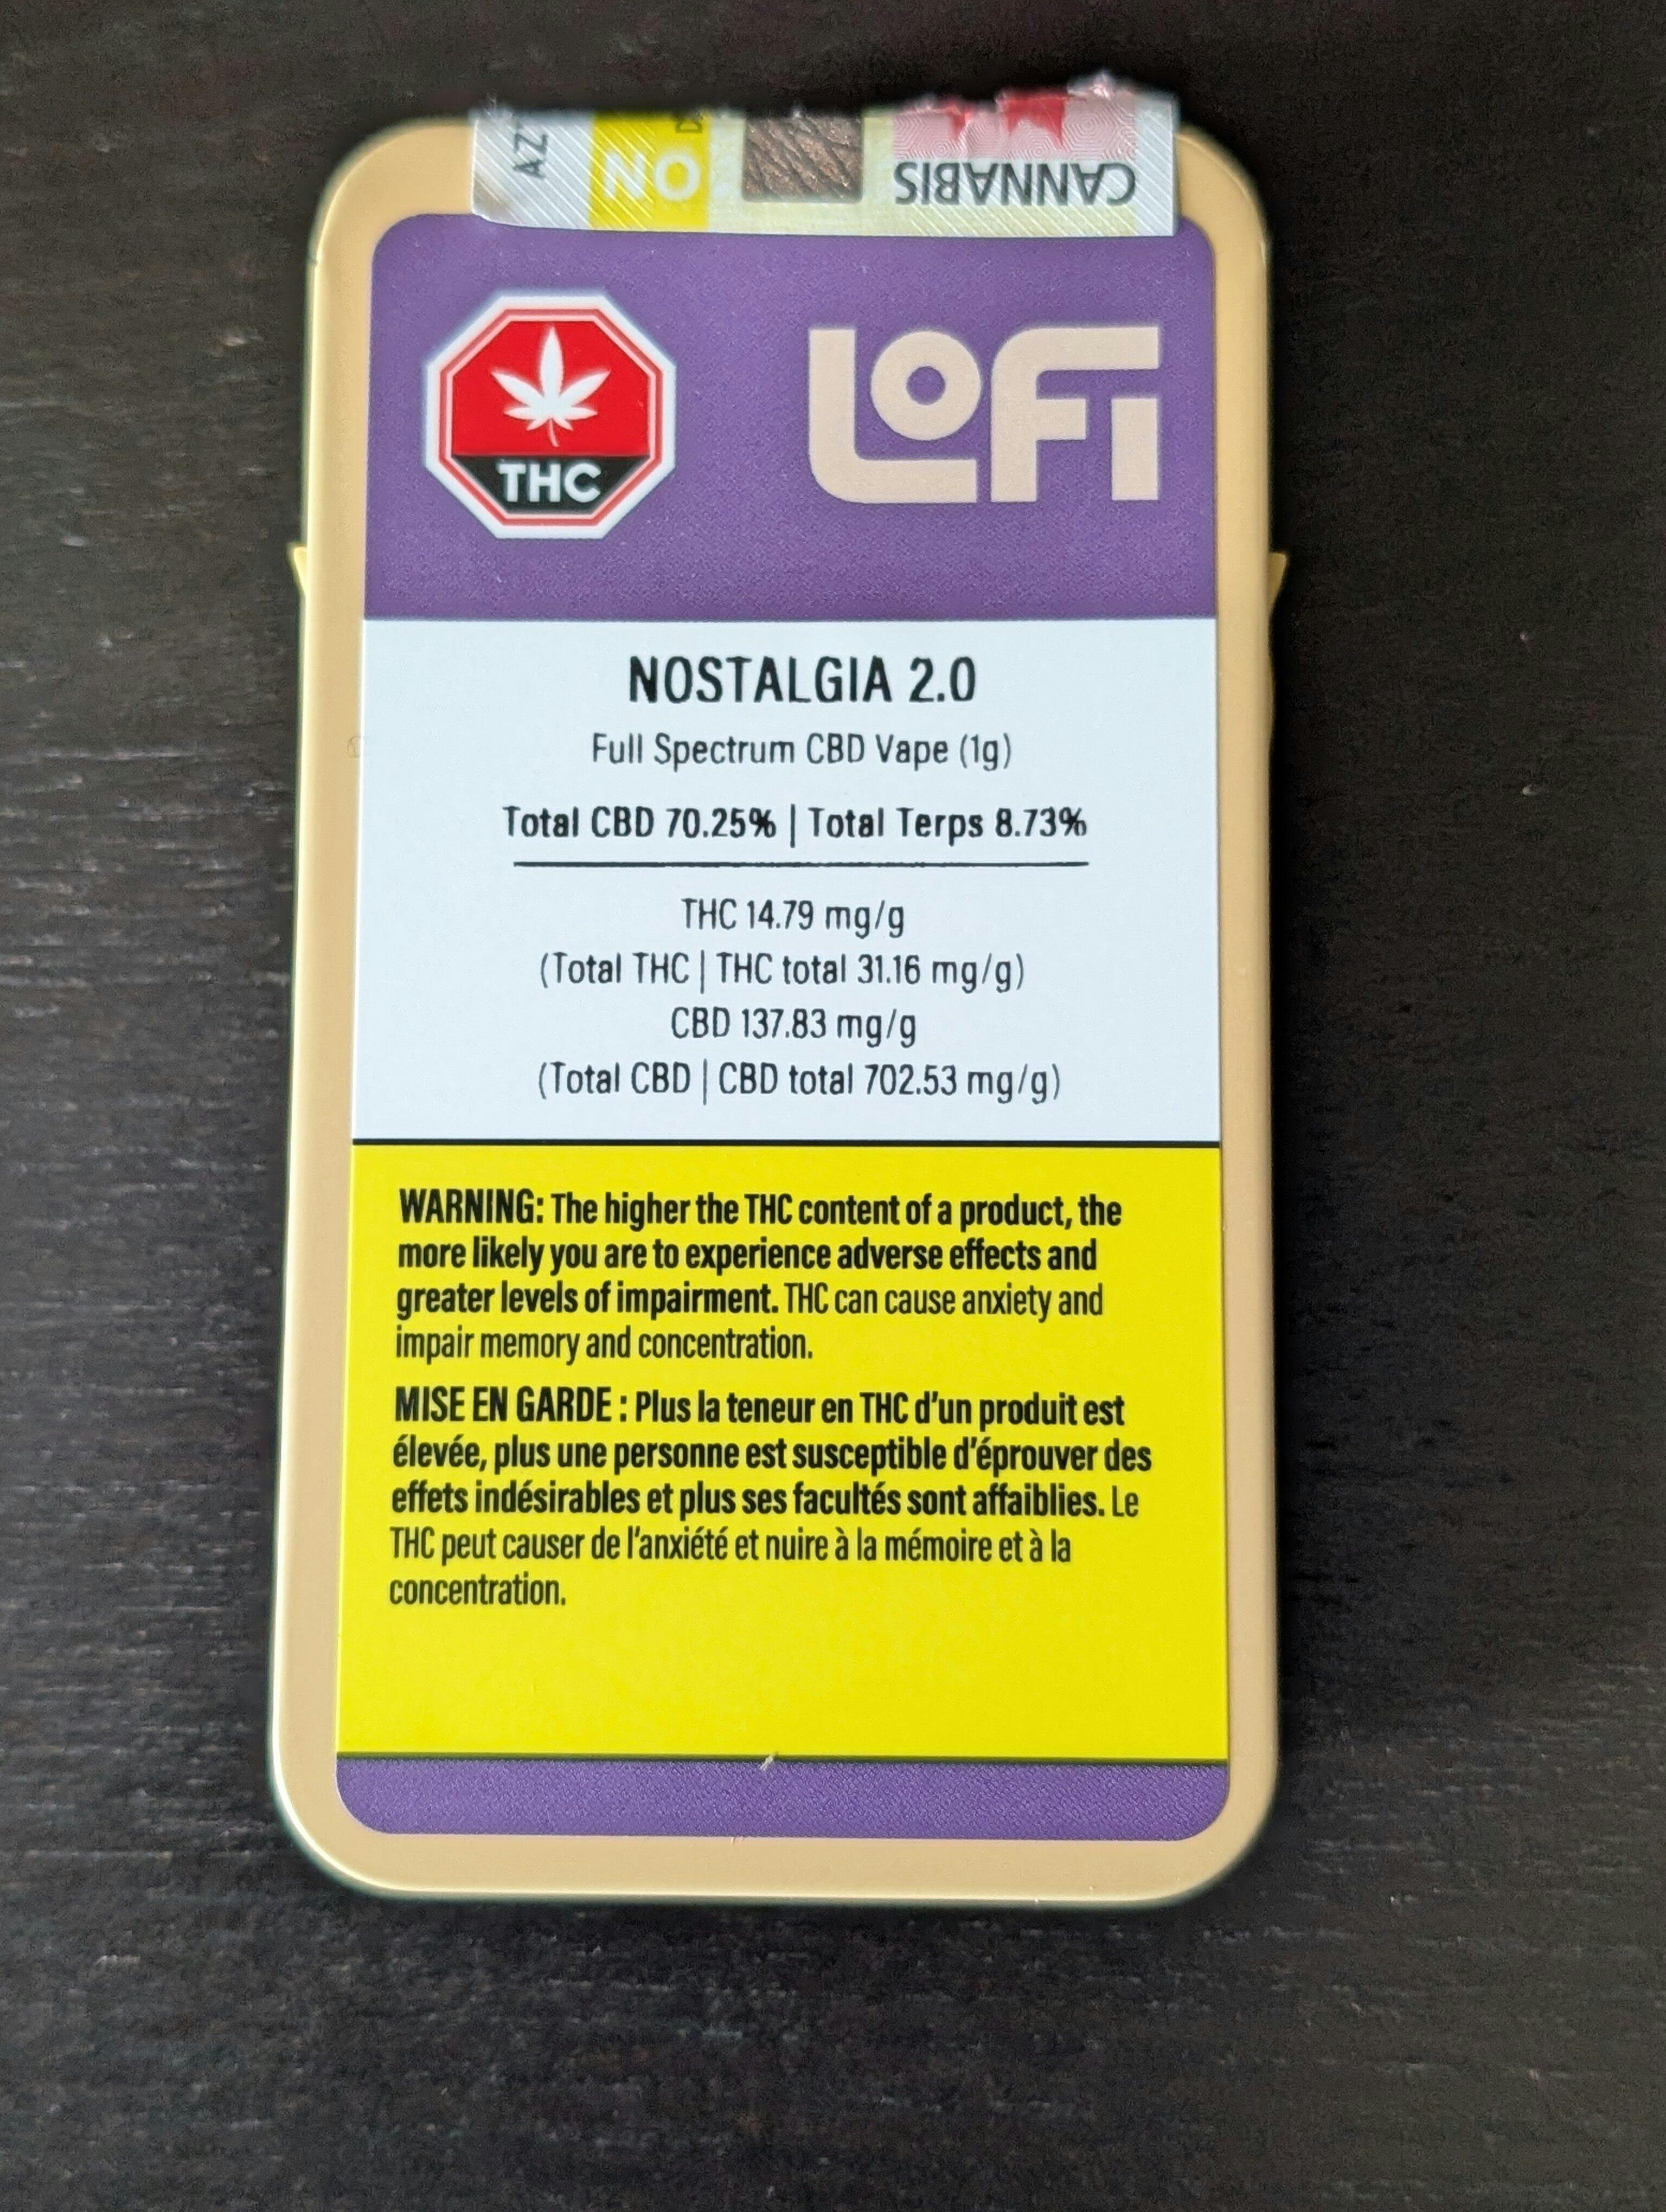 AZ
NO
CANNABIS
THC
LOFI
NOSTALGIA 2.0
Full Spectrum CBD Vape (1g)
Total CBD 70.25% | Total Terps 8.73%
THC 14.79 mg/g
(Total THC | THC total 31.16 mg/g)
CBD 137.83 mg/g
(Total CBD | CBD total 702.53 mg/g)
WARNING: The higher the THC content of a product, the
more likely you are to experience adverse effects and
greater levels of impairment. THC can cause anxiety and
impair memory and concentration.
MISE EN GARDE : Plus la teneur en THC d'un produit est
élevée, plus une personne est susceptible d'éprouver des
effets indésirables et plus ses facultés sont affaiblies. Le
THC peut causer de l'anxiété et nuire à la mémoire et à la
concentration.